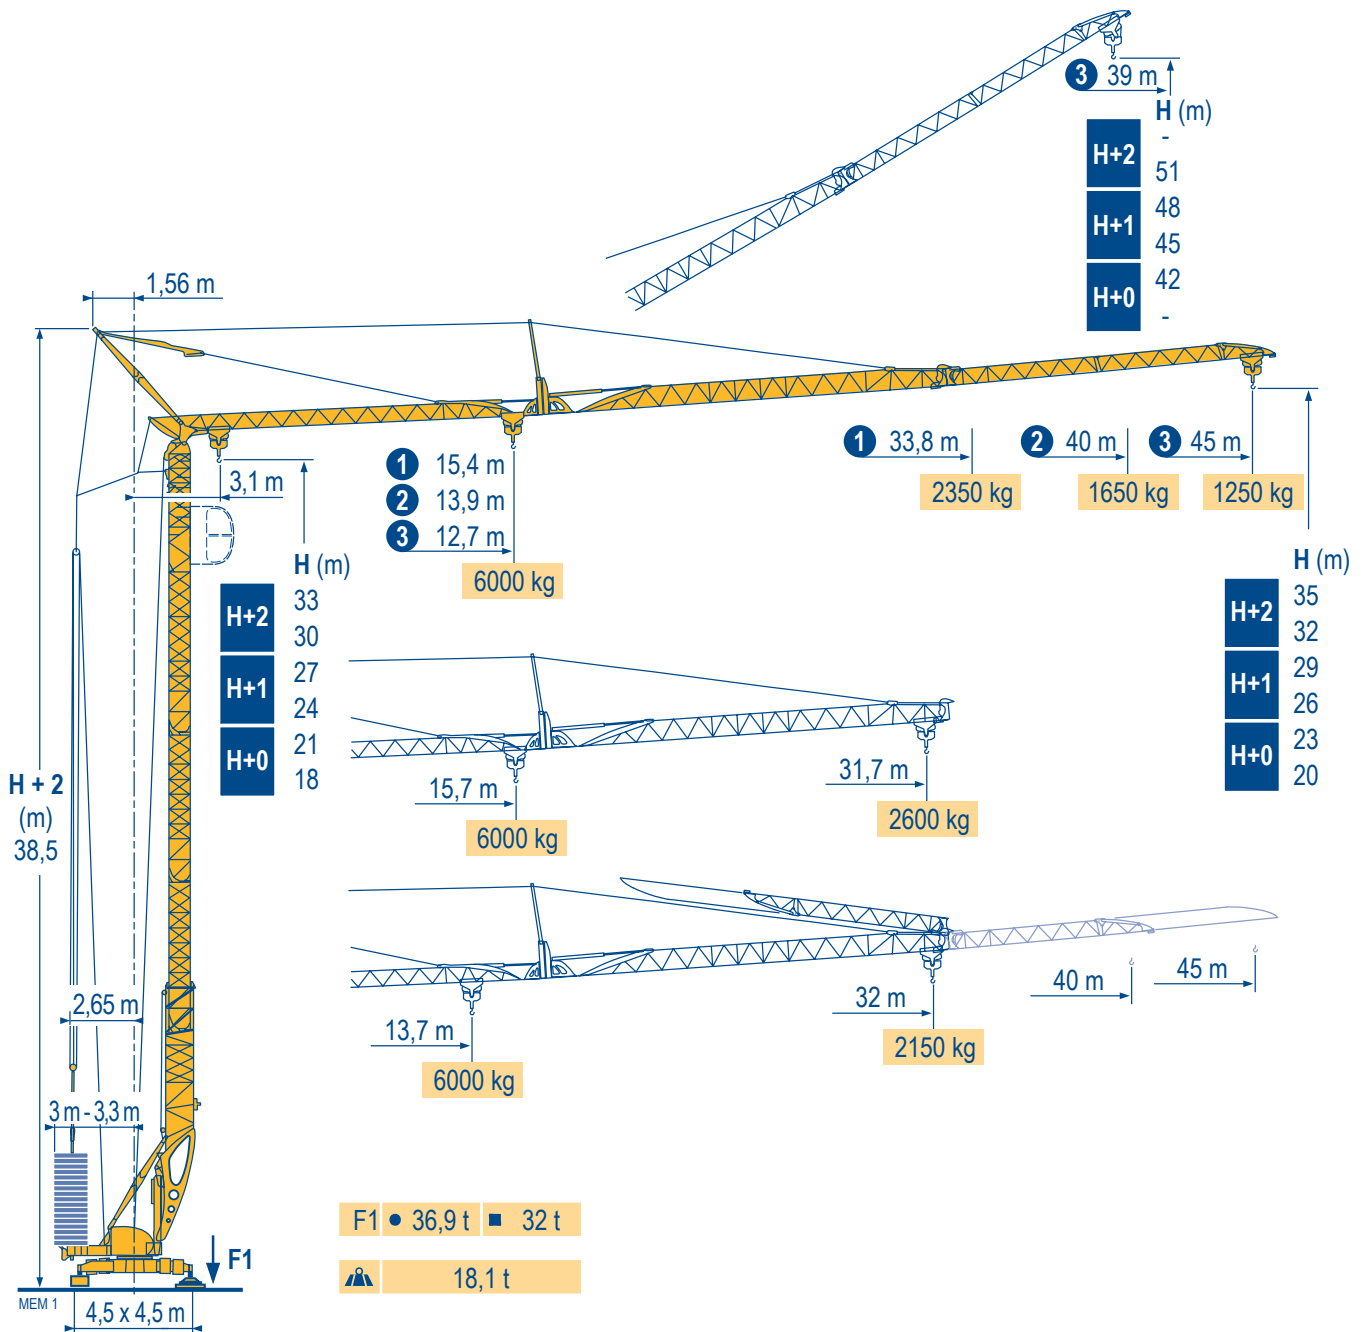 3 39 m
H (m)
H+2
-
51
H+1
48
45
H+0
42
-
1,56 m
3,1 m
1 15,4 m
2 13,9 m
3 12,7 m
6000 kg
1 33,8 m
2 40 m
3 45 m
2350 kg
1650 kg
1250 kg
H (m)
H+2
33
30
H+1
27
24
H+0
21
18
H (m)
H+2
35
32
H+1
29
26
H+0
23
20
H + 2
(m)
38,5
15,7 m
31,7 m
6000 kg
2600 kg
40 m
45 m
32 m
13,7 m
2150 kg
6000 kg
2,65 m
3 m - 3,3 m
F1 ● 36,9 t ■ 32 t
18,1 t
F1
MEM 1
4,5 x 4,5 m